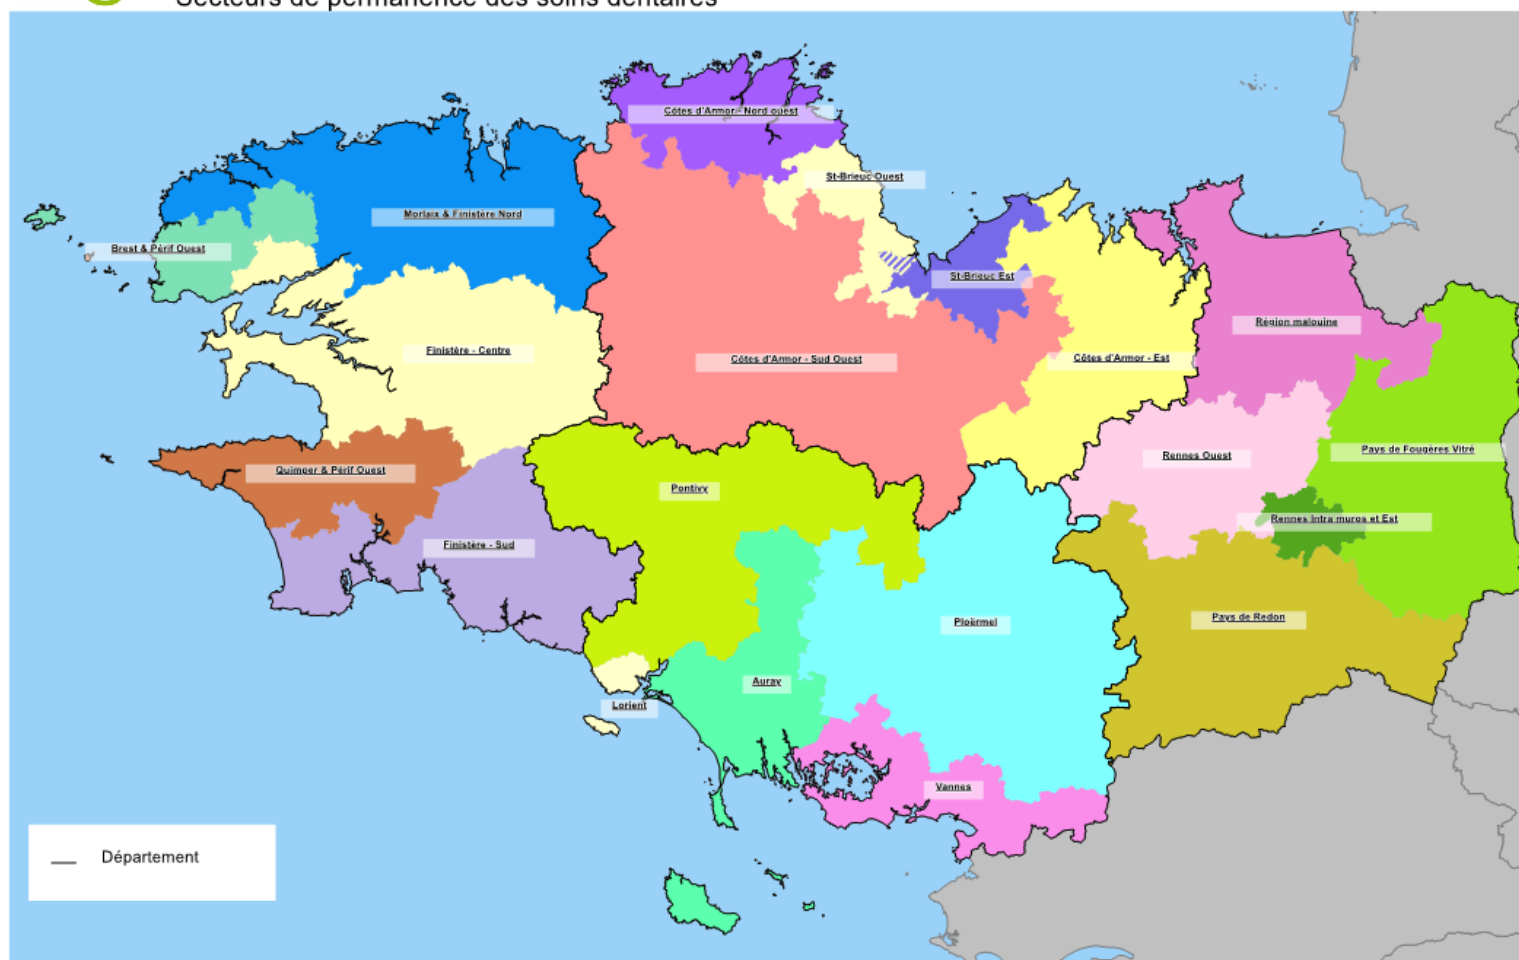 Secteurs de permanence des soins dentaires
Côtes d'Armor - Nord ouest
St-Brieuc Ouest
Morlaix & Finistère Nord
Brest & Périf Ouest
St-Brieuc Est
Région malouine
Finistère - Centre
Côtes d'Armor - Sud Ouest
Côtes d'Armor - Est
Pays de Fougères Vitré
Rennes Ouest
Quimper & Périf Ouest
Pontivy
Rennes Intra muros et Est
Finistère - Sud
Pays de Redon
Ploërmel
Auray
Lorient
Vannes
Département